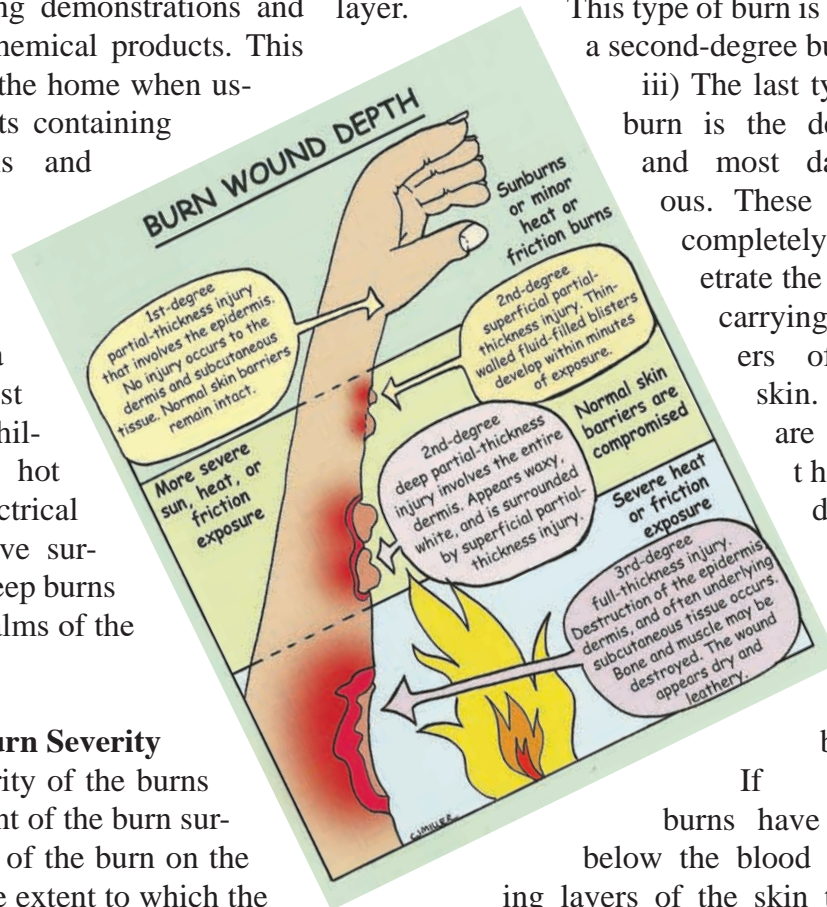 ng demonstrations and
hemical products. This
the home when us-
ts containing
s and
a
st
hil-
hot
ctrical
ve sur-
eep burns
alms of the
urn Severity
rity of the burns
nt of the burn sur-
of the burn on the
e extent to which the
layer.
BURN WOUND DEPTH
Sunburns
or minor
heat or
friction burns
1st-degree
partial-thickness injury
that involves the epidermis.
No injury occurs to the
dermis and subcutaneous
tissue. Normal skin barriers
remain intact.
2nd-degree
superficial partial-
thickness injury. Thin-
walled fluid-filled blisters
develop within minutes
of exposure.
Normal skin
barriers are
compromised
More severe
sun, heat, or
friction
exposure
2nd-degree
deep partial-thickness
injury involves the entire
dermis. Appears waxy,
white, and is surrounded
by superficial partial-
thickness injury.
Severe heat
or friction
exposure
3rd-degree
full-thickness injury.
Destruction of the epidermis,
dermis, and often underlying
subcutaneous tissue occurs.
Bone and muscle may be
destroyed. The wound
appears dry and
leathery.
C.MILLER
This type of burn is
a second-degree bu
iii) The last ty
burn is the de
and most da
ous. These
completely
etrate the
carrying
ers of
skin.
are
th
d
b
If
burns have
below the blood
ing layers of the skin t